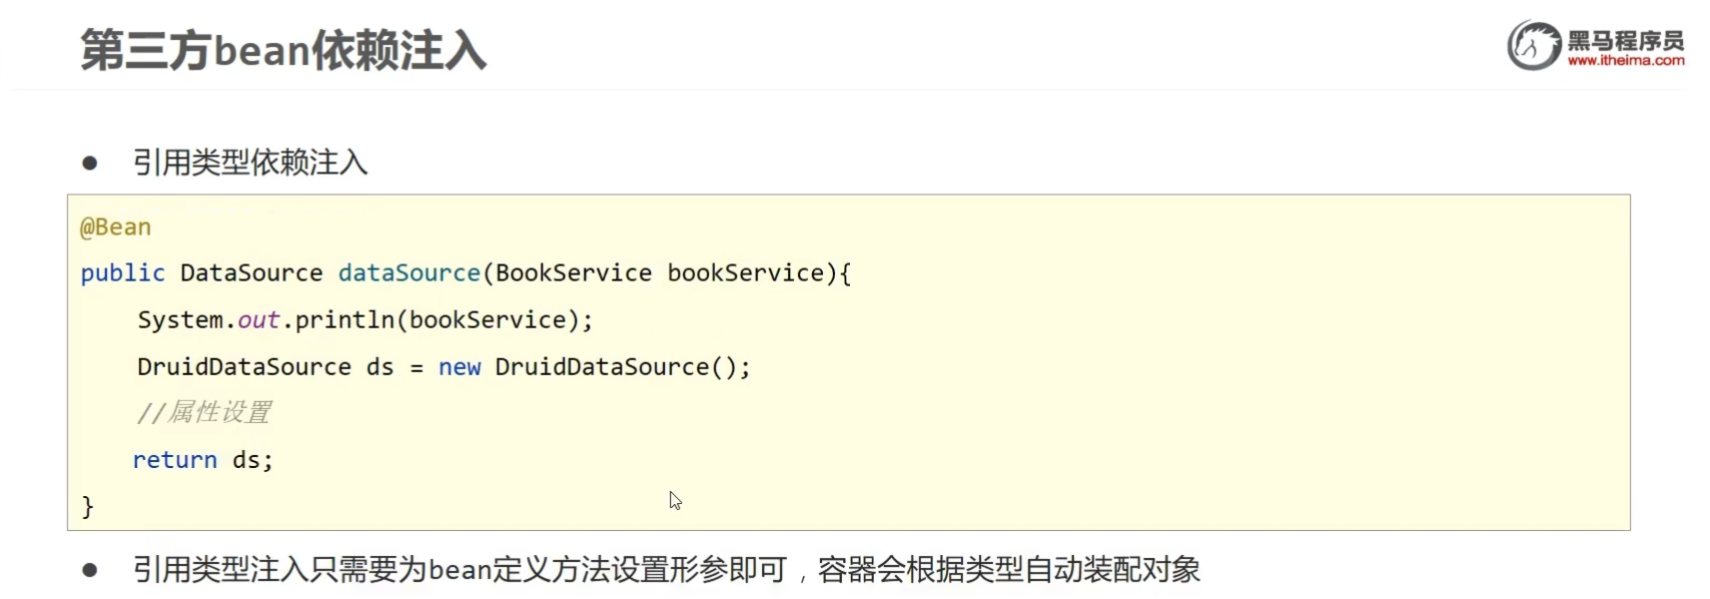 第三方bean依赖注入
黑马程序员
www.itheima.com
● 引用类型依赖注入
@Bean
public DataSource dataSource(BookService bookService){
    System.out.println(bookService);
    DruidDataSource ds = new DruidDataSource();
    //属性设置
    return ds;
}
● 引用类型注入只需要为bean定义方法设置形参即可，容器会根据类型自动装配对象